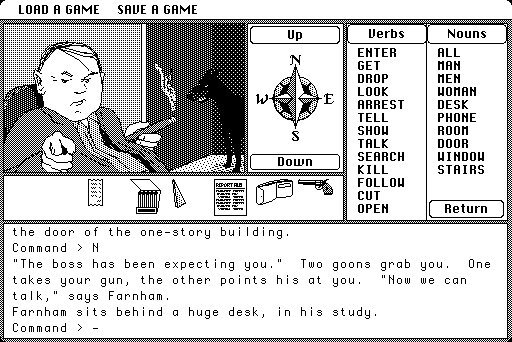 LOAD A GAME SAVE A GAME
Up
N
W E
S
Down
Verbs
ENTER
GET
DROP
LOOK
ARREST
TELL
SHOW
TALK
SEARCH
KILL
FOLLOW
CUT
OPEN
Nouns
ALL
MAN
MEN
WOMAN
DESK
PHONE
ROOM
DOOR
WINDOW
STAIRS
Return
the door of the one-story building.
Command > N
"The boss has been expecting you."  Two goons grab you.  One
takes your gun, the other points his at you.  "Now we can
talk," says Farnham.
Farnham sits behind a huge desk, in his study.
Command > -